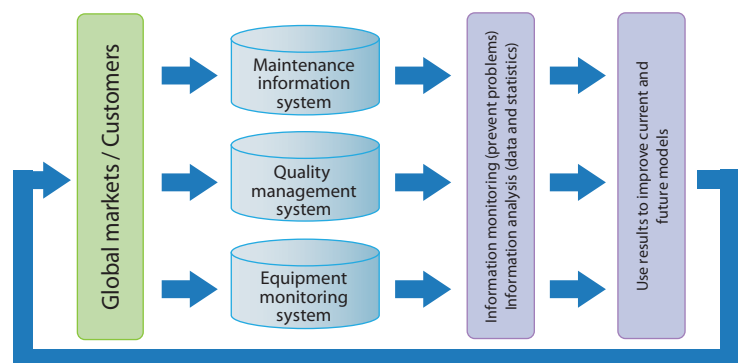 Global markets / Customers
Maintenance
information
system
Quality
management
system
Equipment
monitoring
system
Information monitoring (prevent problems)
Information analysis (data and statistics)
Use results to improve current and
future models